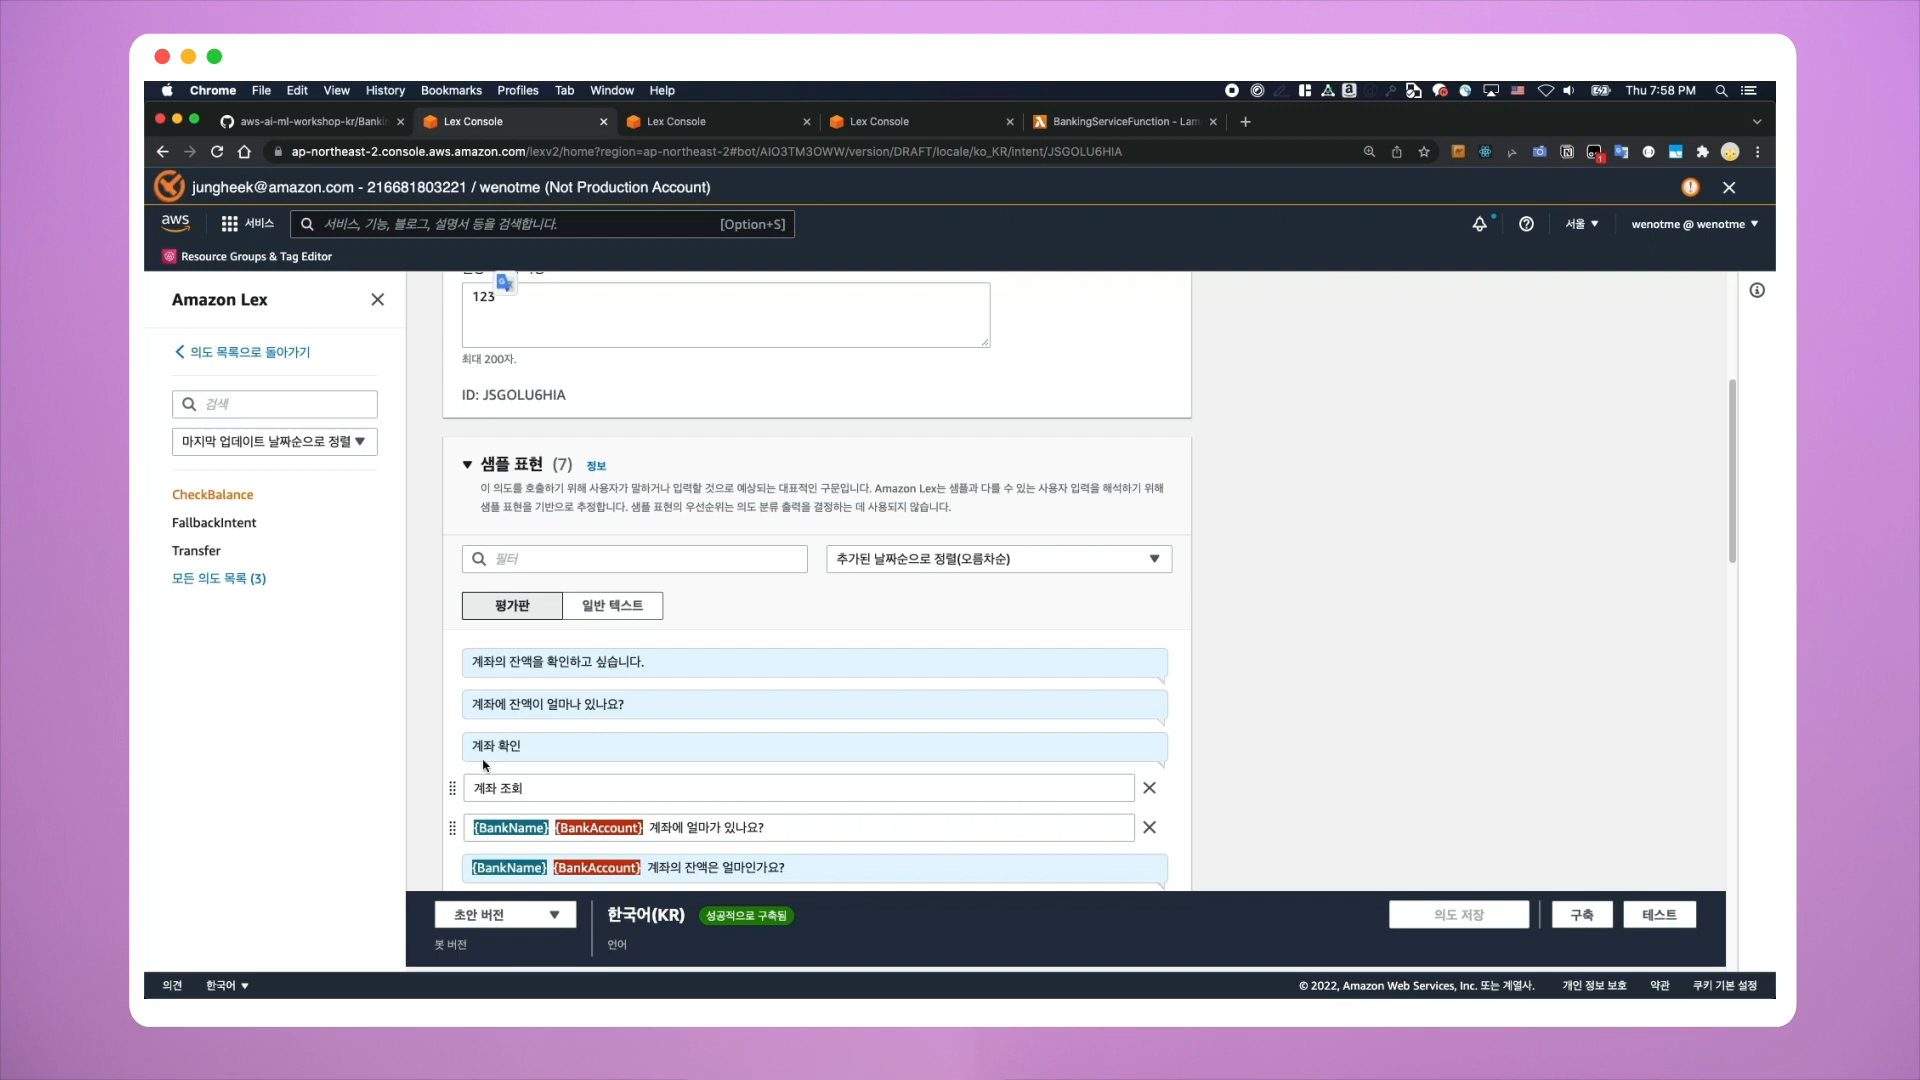 Chrome File Edit View History Bookmarks Profiles Tab Window Help
Thu 7:58 PM
aws-ai-ml-workshop-kr/Banki
Lex Console
Lex Console
Lex Console
BankingServiceFunction - Lam
ap-northeast-2.console.aws.amazon.com/lexv2/home?region=ap-northeast-2#bot/AIO3TM3OWW/version/DRAFT/locale/ko_KR/intent/JSGOLU6HIA
jungheek@amazon.com - 216681803221 / wenotme (Not Production Account)
aws
서비스
서비스, 기능, 블로그, 설명서 등을 검색합니다.
[Option+S]
서울 ▼
wenotme @ wenotme ▼
Resource Groups & Tag Editor
Amazon Lex
의도 목록으로 돌아가기
검색
마지막 업데이트 날짜순으로 정렬 ▼
CheckBalance
FallbackIntent
Transfer
모든 의도 목록 (3)
123
최대 200자.
ID: JSGOLU6HIA
▼ 샘플 표현 (7) 정보
이 의도를 호출하기 위해 사용자가 말하거나 입력할 것으로 예상되는 대표적인 구문입니다. Amazon Lex는 샘플과 다를 수 있는 사용자 입력을 해석하기 위해
샘플 표현을 기반으로 추정합니다. 샘플 표현의 우선순위는 의도 분류 출력을 결정하는 데 사용되지 않습니다.
필터
추가된 날짜순으로 정렬(오름차순)
평가판
일반 텍스트
계좌의 잔액을 확인하고 싶습니다.
계좌에 잔액이 얼마나 있나요?
계좌 확인
계좌 조회
{BankName} {BankAccount} 계좌에 얼마가 있나요?
{BankName} {BankAccount} 계좌의 잔액은 얼마인가요?
초안 버전
봇 버전
한국어(KR)
성공적으로 구축됨
언어
의도 저장
구축
테스트
의견
한국어 ▼
© 2022, Amazon Web Services, Inc. 또는 계열사.
개인 정보 보호
약관
쿠키 기본 설정